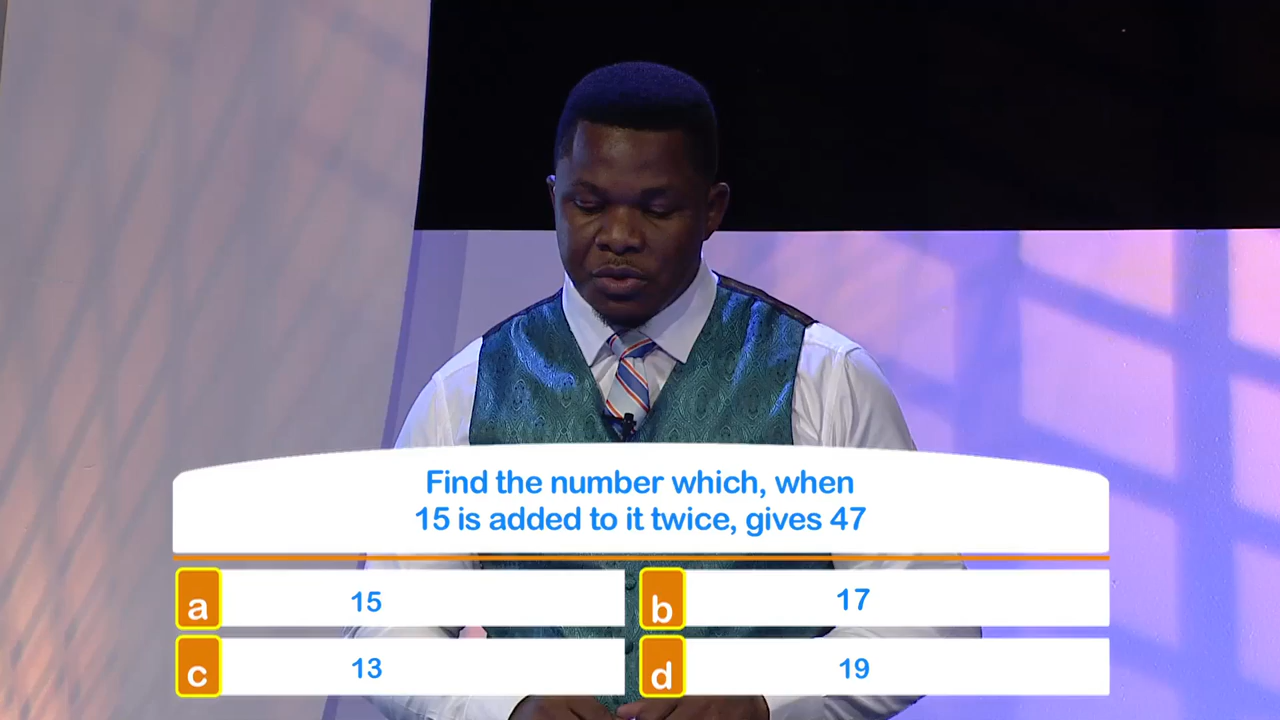 Find the number which, when
15 is added to it twice, gives 47
a 15
b 17
c 13
d 19